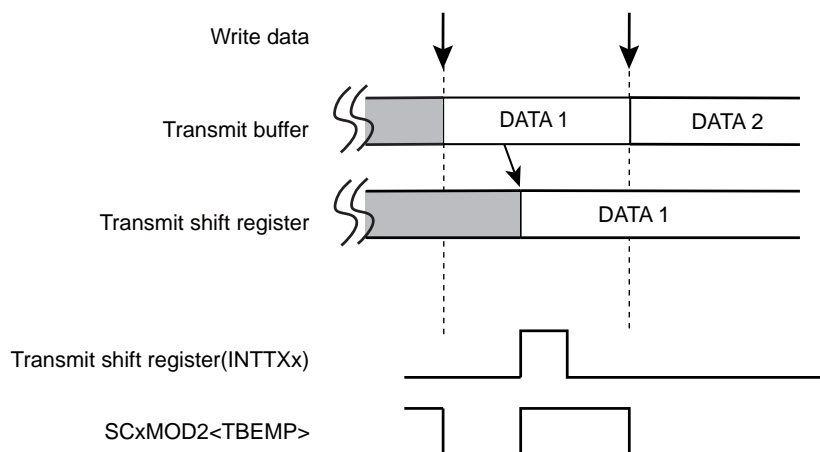 Write data
Transmit buffer
DATA 1
DATA 2
Transmit shift register
DATA 1
Transmit shift register(INTTXx)
SCxMOD2<TBEMP>